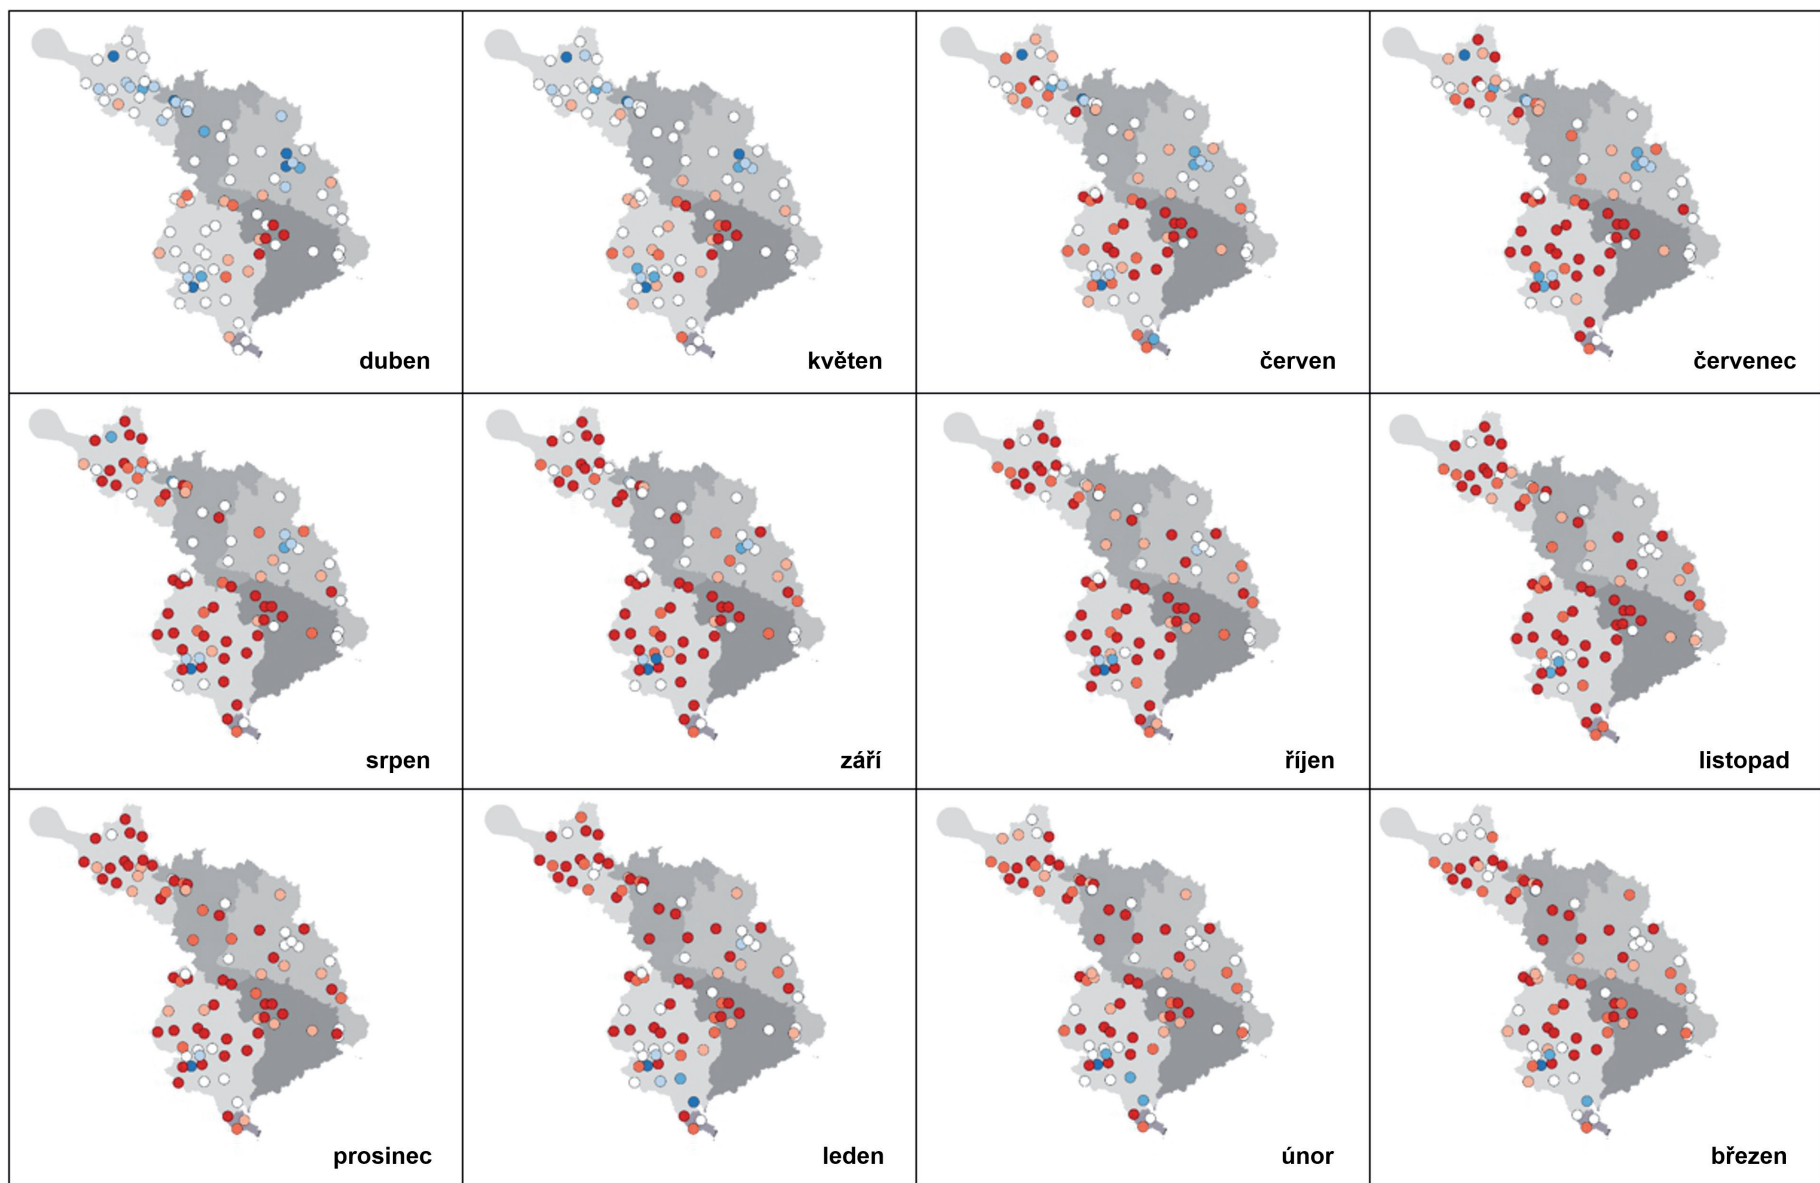 duben
květen
červen
červenec
srpen
září
říjen
listopad
prosinec
leden
únor
březen